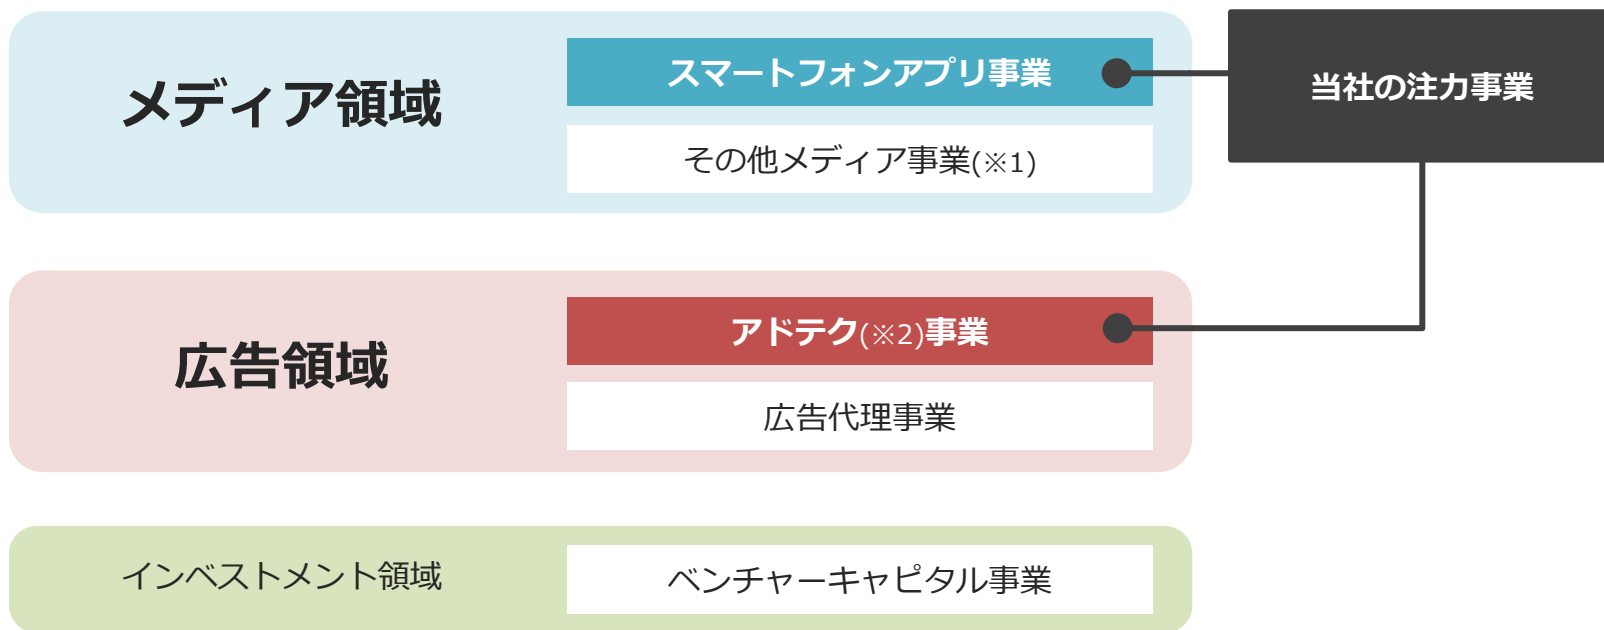 メディア領域
スマートフォンアプリ事業
その他メディア事業(※1)
当社の注力事業
広告領域
アドテク(※2)事業
広告代理事業
インベストメント領域
ベンチャーキャピタル事業